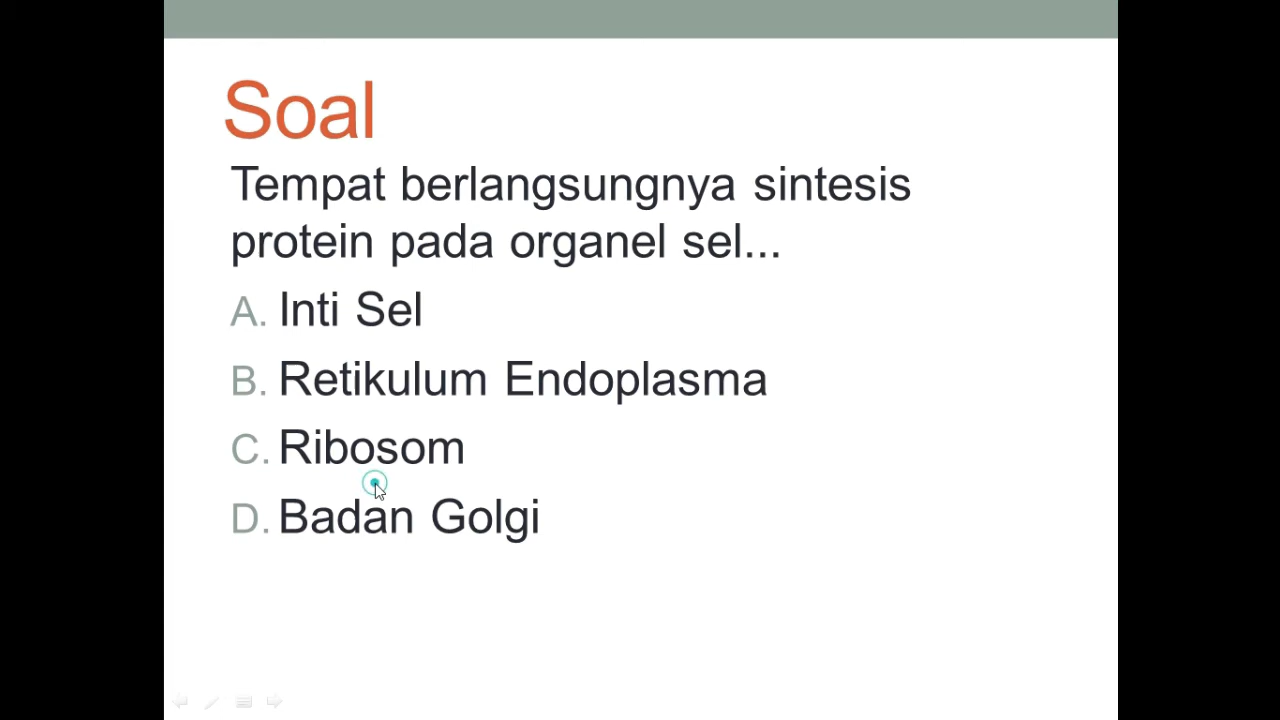 Soal
Tempat berlangsungnya sintesis
protein pada organel sel...
A. Inti Sel
B. Retikulum Endoplasma
C. Ribosom
D. Badan Golgi